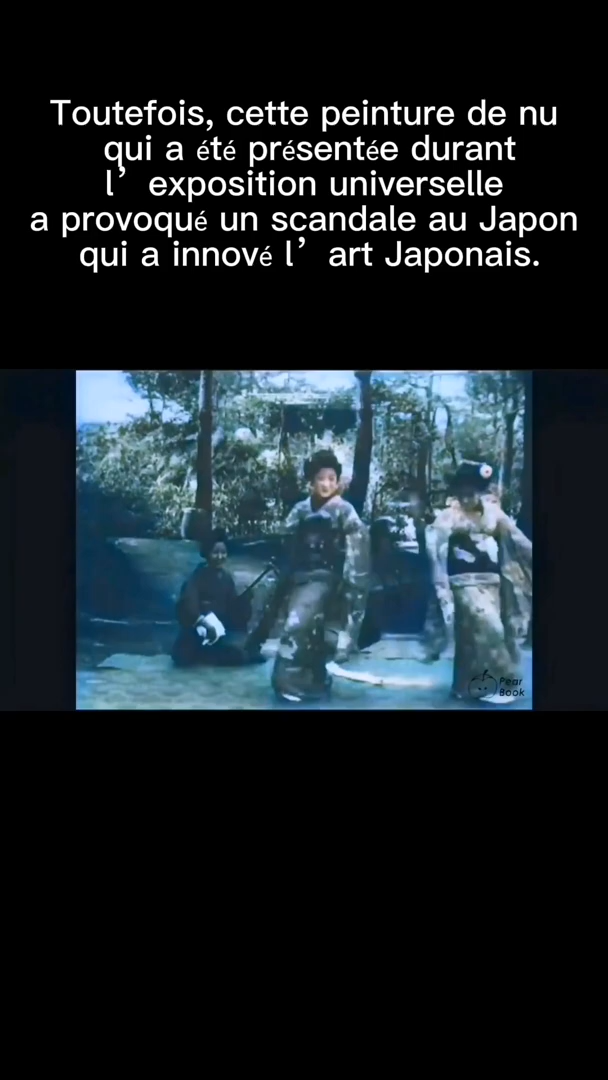 Toutefois, cette peinture de nu
qui a été présentée durant
l’ exposition universelle
a provoqué un scandale au Japon
qui a innové l’ art Japonais.
Pear
Book